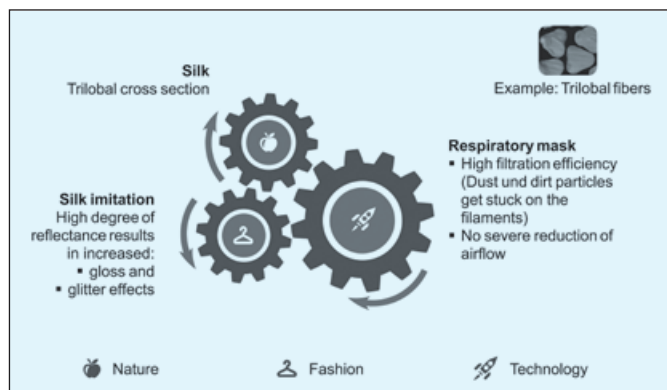 Silk
Trilobal cross section
Example: Trilobal fibers
Silk imitation
High degree of
reflectance results
in increased:
▪ gloss and
▪ glitter effects
Respiratory mask
▪ High filtration efficiency
(Dust und dirt particles
get stuck on the
filaments)
▪ No severe reduction of
airflow
Nature
Fashion
Technology